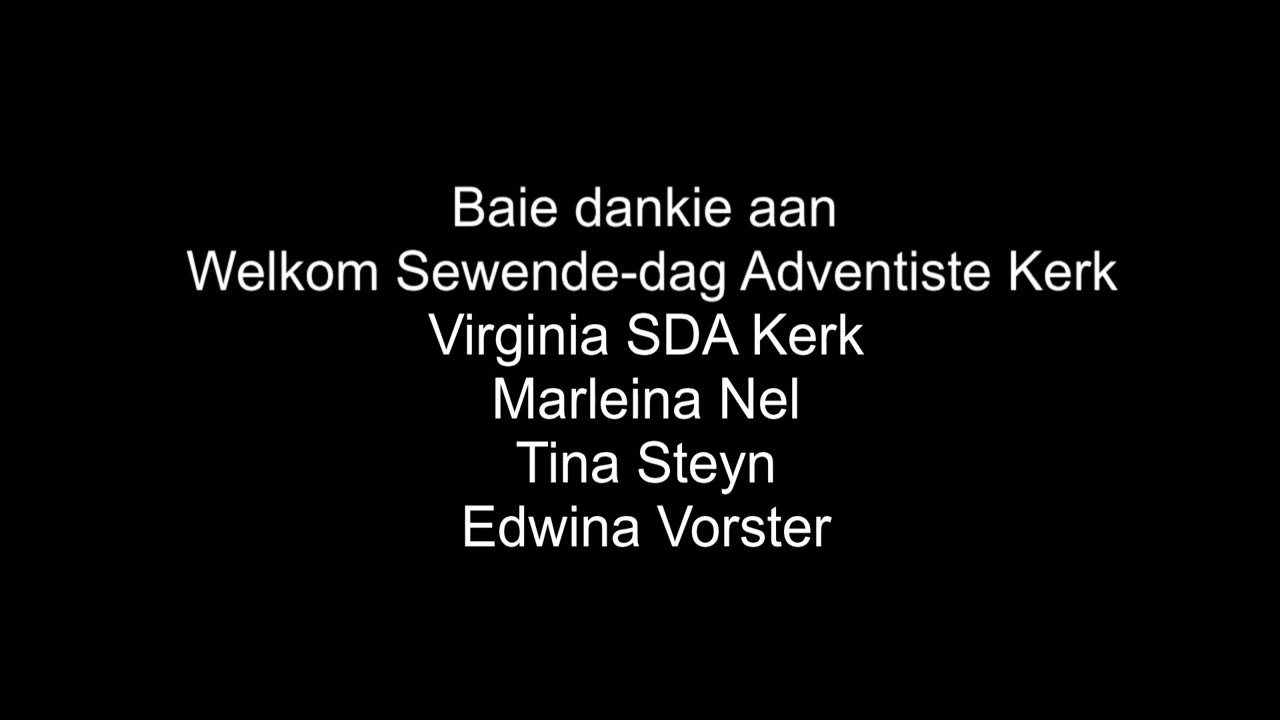 Baie dankie aan
Welkom Sewende-dag Adventiste Kerk
Virginia SDA Kerk
Marleina Nel
Tina Steyn
Edwina Vorster